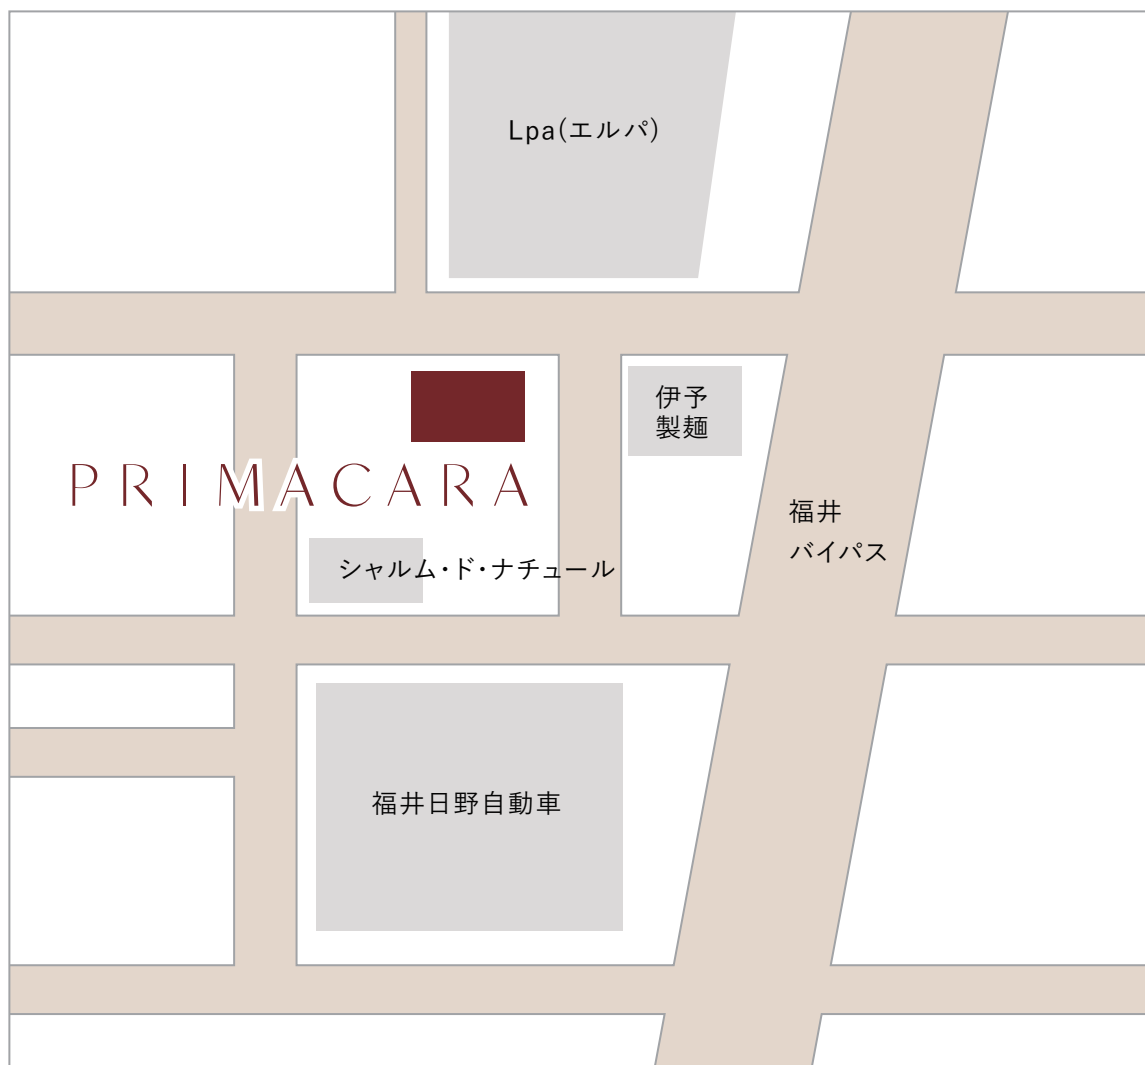 Lpa(エルパ)
伊予
製麺
PRIMACARA
福井
バイパス
シャルム・ド・ナチュール
福井日野自動車